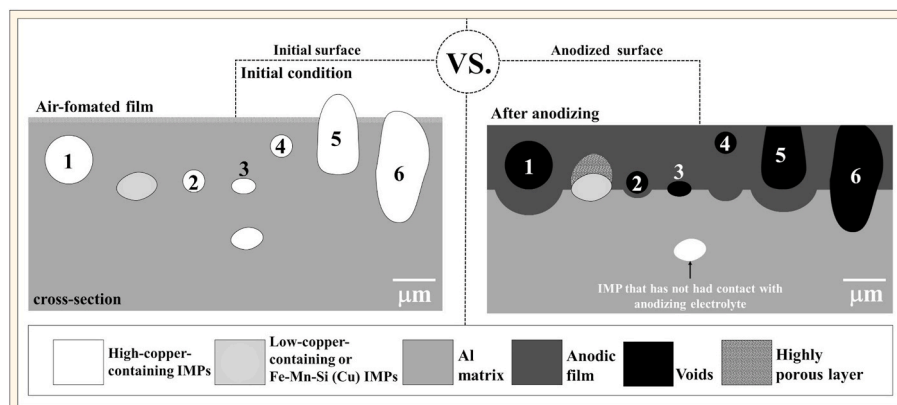 Initial surface
VS.
Anodized surface
Initial condition
Air-fomated film
After anodizing
1
2
3
4
5
6
cross-section
μm
1
2
3
4
5
6
IMP that has not had contact with
anodizing electrolyte
μm
High-copper-
containing IMPs
Low-copper-
containing or
Fe-Mn-Si (Cu) IMPs
Al
matrix
Anodic
film
Voids
Highly
porous layer